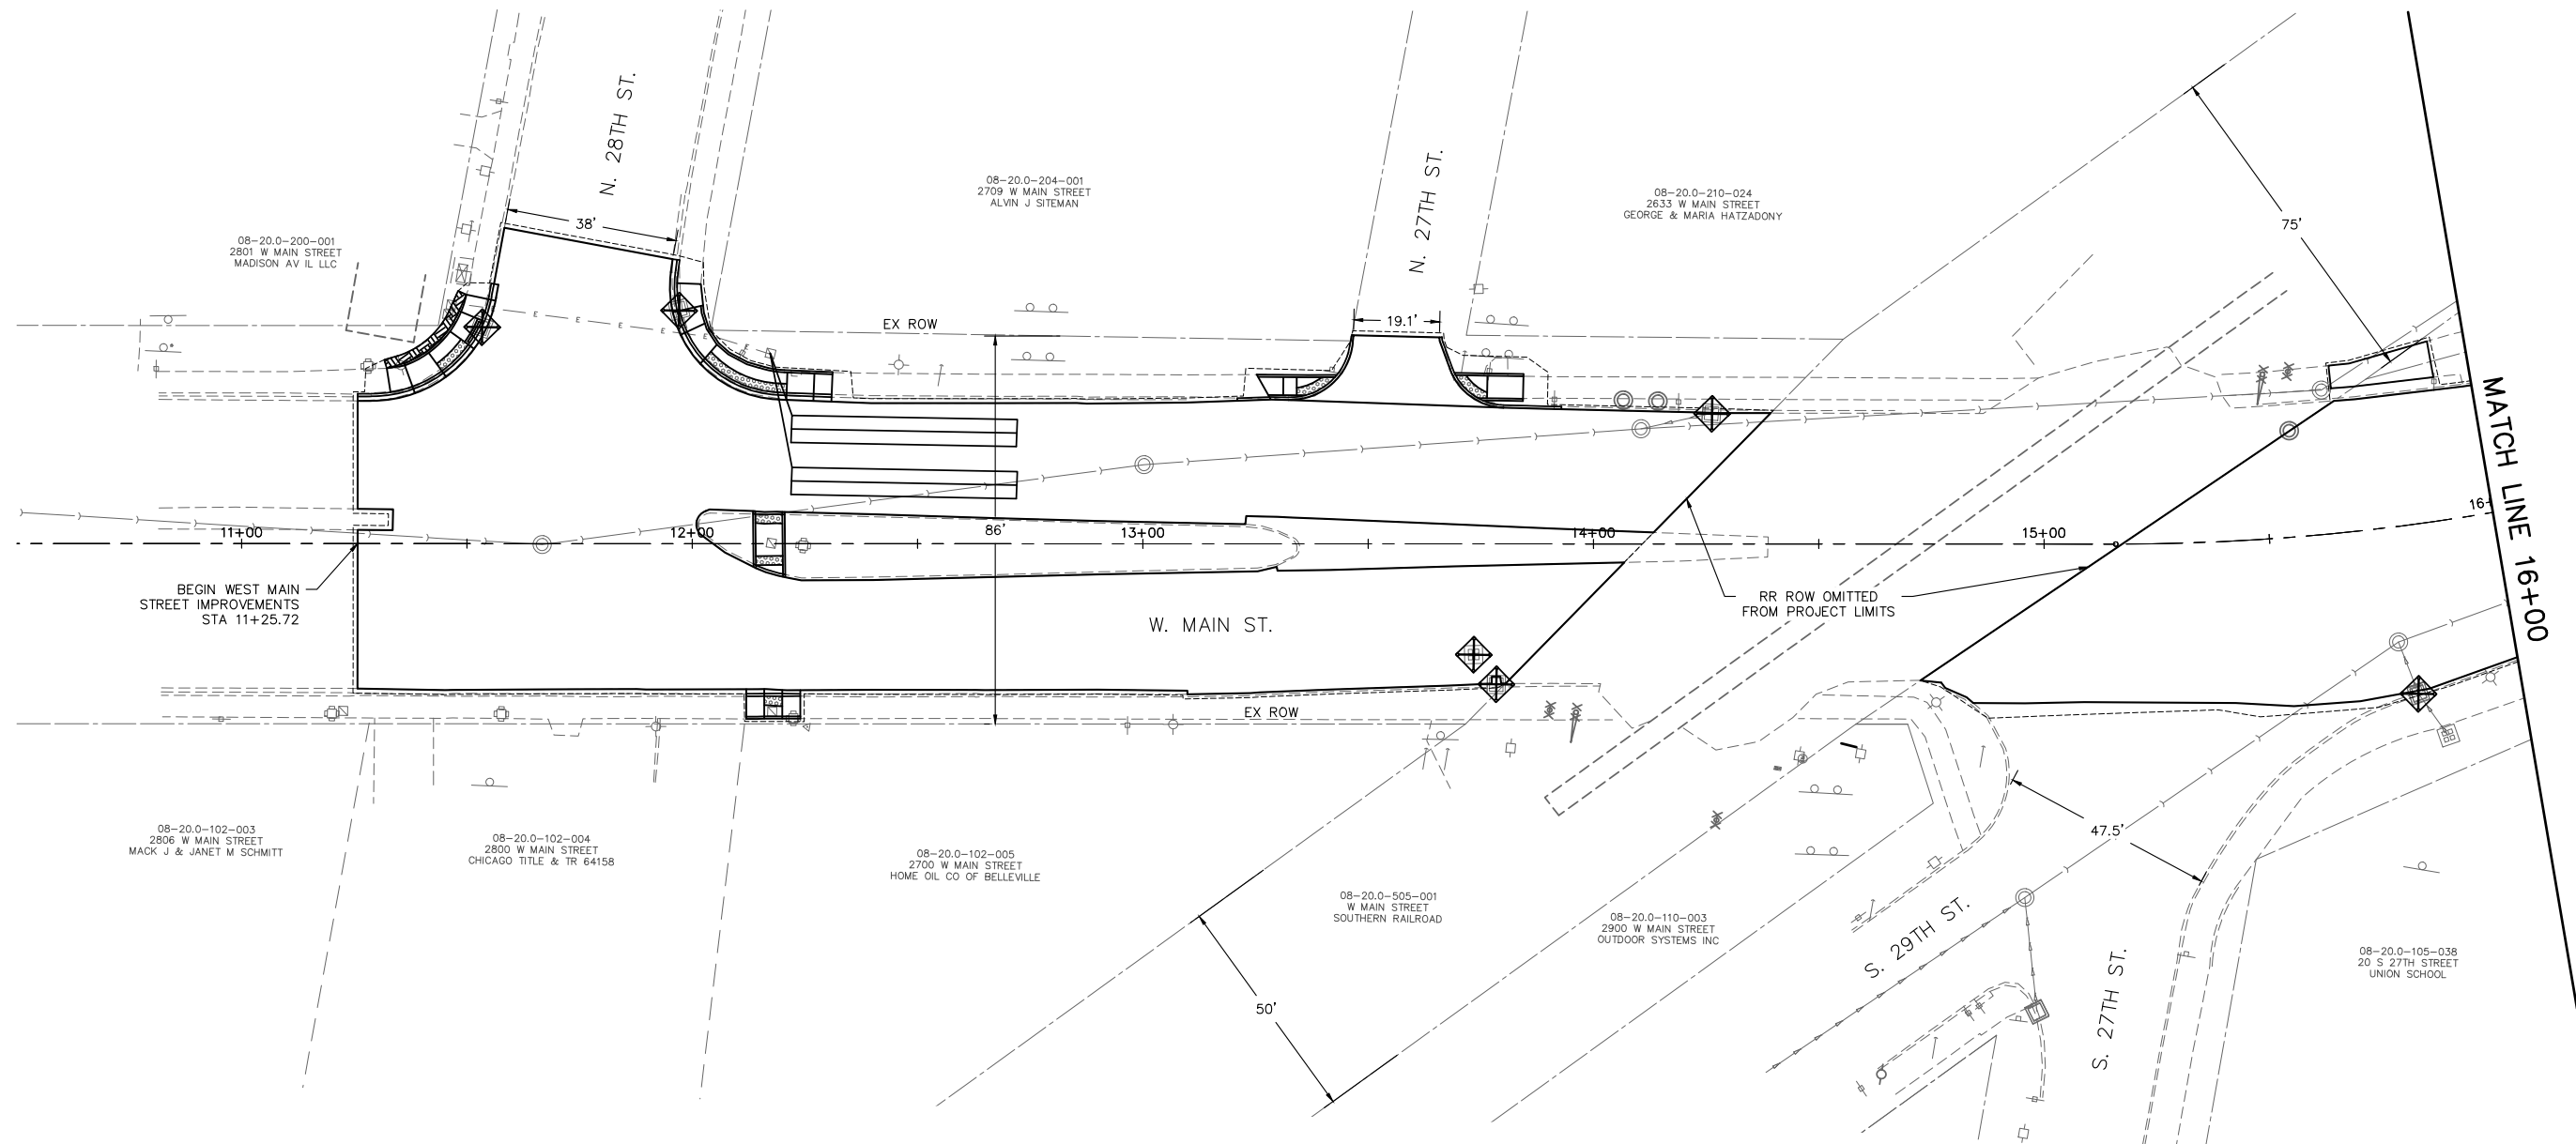 N. 28TH ST.
38'
08-20.0-200-001
2801 W MAIN STREET
MADISON AV IL LLC
08-20.0-204-001
2709 W MAIN STREET
ALVIN J SITEMAN
N. 27TH ST.
19.1'
08-20.0-210-024
2633 W MAIN STREET
GEORGE & MARIA HATZADONY
75'
EX ROW
E E E E E E
MATCH LINE 16+00
11+00
12+00
13+00
14+00
15+00
16+
86'
BEGIN WEST MAIN
STREET IMPROVEMENTS
STA 11+25.72
W. MAIN ST.
RR ROW OMITTED
FROM PROJECT LIMITS
EX ROW
08-20.0-102-003
2806 W MAIN STREET
MACK J & JANET M SCHMITT
08-20.0-102-004
2800 W MAIN STREET
CHICAGO TITLE & TR 64158
08-20.0-102-005
2700 W MAIN STREET
HOME OIL CO OF BELLEVILLE
50'
08-20.0-505-001
W MAIN STREET
SOUTHERN RAILROAD
08-20.0-110-003
2900 W MAIN STREET
OUTDOOR SYSTEMS INC
S. 29TH ST.
47.5'
S. 27TH ST.
08-20.0-105-038
20 S 27TH STREET
UNION SCHOOL